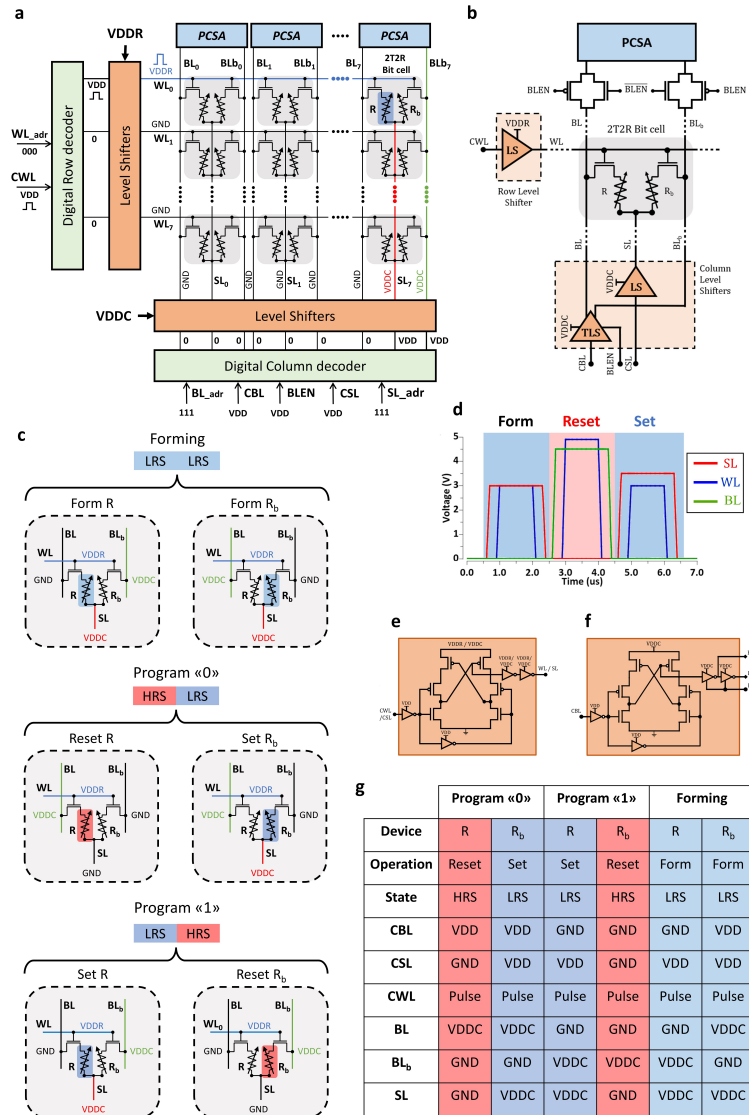 a
VDDR
PCSA
PCSA
PCSA
VDDR
BL0
BLb0
BL1
BLb1
BL7
2T2R
Bit cell
BLb7
VDD
WL0
R
Rb
GND
WL_adr
000
0
WL1
CWL
VDD
Digital Row decoder
Level Shifters
GND
0
WL7
GND
SL0
GND
GND
SL1
GND
GND
VDDC
SL7
VDDC
VDDC
Level Shifters
0
0
0
0
0
VDD
VDD
Digital Column decoder
BL_adr
CBL
BLEN
CSL
SL_adr
111
VDD
VDD
VDD
111
b
PCSA
BLEN
BLEN
BLEN
BL
BLb
VDDR
CWL
LS
WL
2T2R Bit cell
Row Level
Shifter
R
Rb
BL
SL
BLb
VDDC
LS
Column
Level
Shifters
VDDC
TLS
CBL
BLEN
CSL
c
Forming
LRS LRS
Form R
Form Rb
BL
BLb
WL
VDDR
GND
VDDC
R
Rb
SL
VDDC
BL
BLb
WL
VDDR
VDDC
GND
R
Rb
SL
VDDC
Program «0»
HRS LRS
Reset R
Set Rb
BL
BLb
WL
VDDR
VDDC
GND
R
Rb
SL
GND
BL
BLb
WL
VDDR
VDDC
GND
R
Rb
SL
VDDC
Program «1»
LRS HRS
Set R
Reset Rb
BL
BLb
WL
VDDR
GND
VDDC
R
Rb
SL
VDDC
BL
BLb
WL0
VDDR
GND
VDDC
R
Rb
SL
GND
d
Form Reset Set
Voltage (V)
5
4
3
2
1
0
0.0 1.0 2.0 3.0 4.0 5.0 6.0 7.0
Time (us)
SL
WL
BL
e
VDDR / VDDC
VDDR/
VDDC
VDDR/
VDDC
WL / SL
CWL
/CSL
VDD
VDD
f
VDDC
VDDC
VDDC
CBL
VDD
VDD
g
Program «0» Program «1» Forming
Device R Rb R Rb R Rb
Operation Reset Set Set Reset Form Form
State HRS LRS LRS HRS LRS LRS
CBL VDD VDD GND GND GND VDD
CSL GND VDD VDD GND VDD VDD
CWL Pulse Pulse Pulse Pulse Pulse Pulse
BL VDDC VDDC GND GND GND VDDC
BLb GND GND VDDC VDDC VDDC GND
SL GND VDDC VDDC GND VDDC VDDC